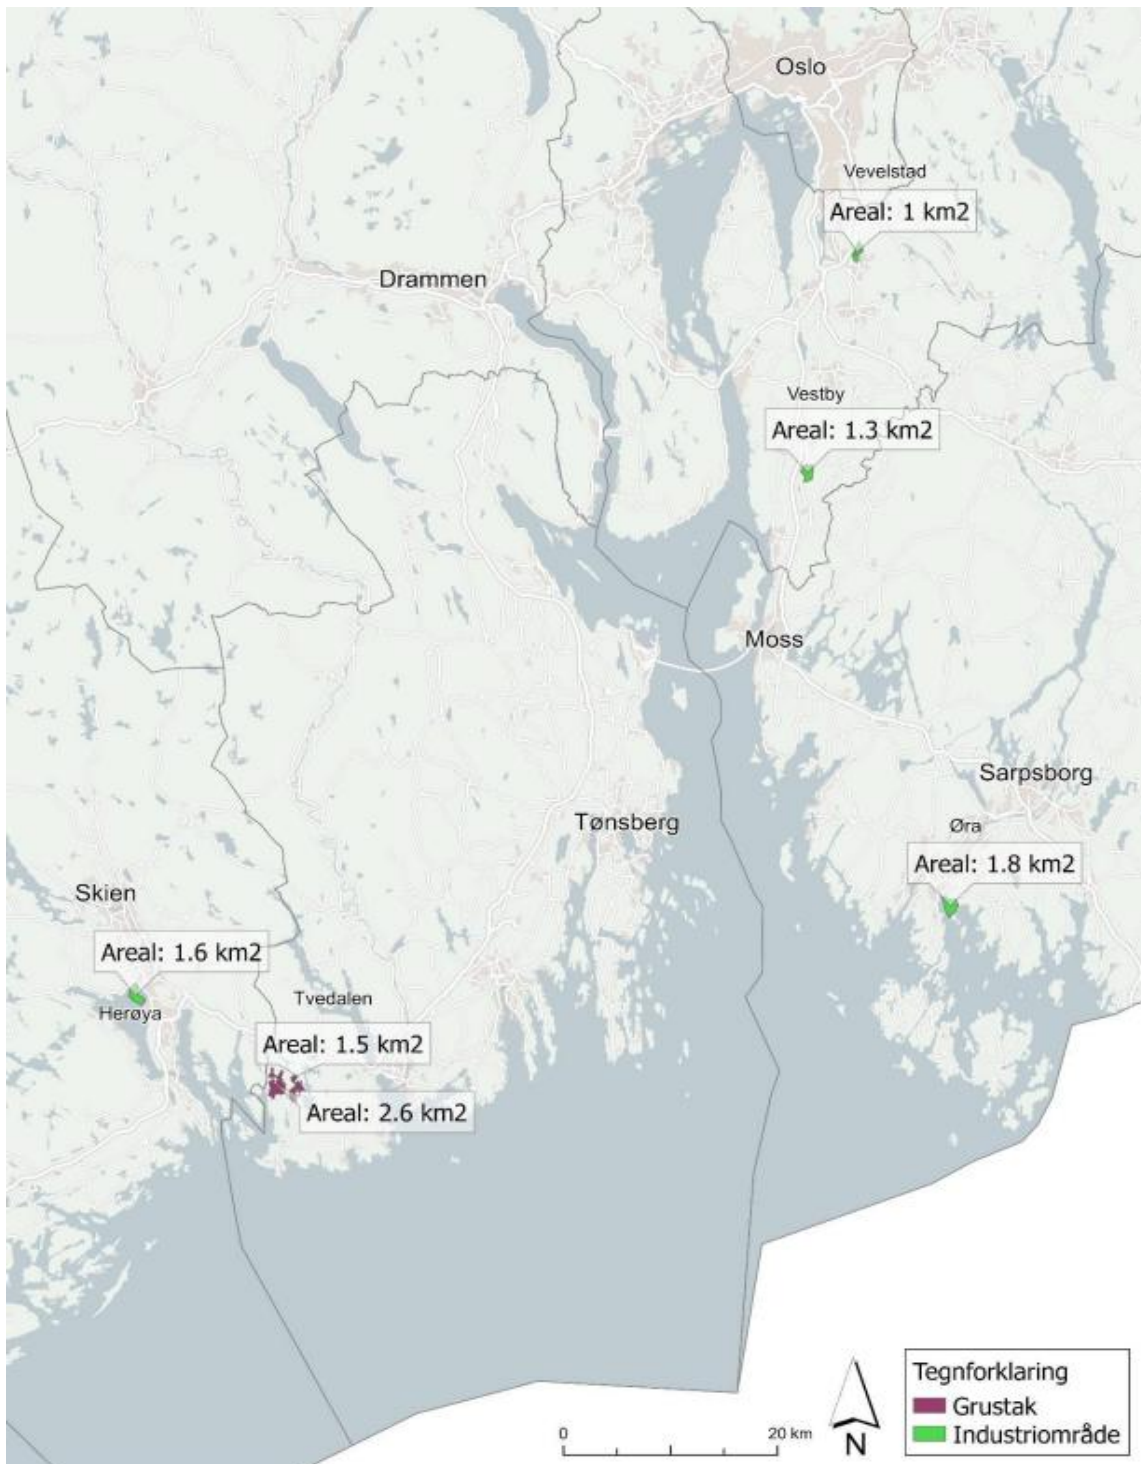 Oslo
Vevelstad
Areal: 1 km2
Drammen
Vestby
Areal: 1.3 km2
Moss
Sarpsborg
Tønsberg
Øra
Areal: 1.8 km2
Skien
Areal: 1.6 km2
Herøya
Tvedalen
Areal: 1.5 km2
Areal: 2.6 km2
Tegnforklaring
Grustak
Industriområde
0 20 km
N